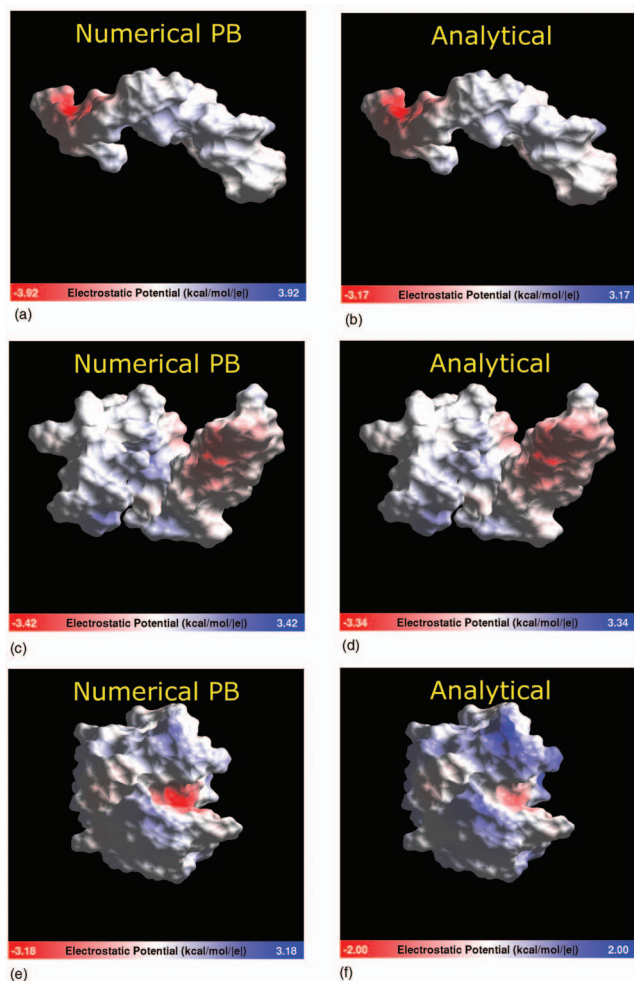 Numerical PB
Analytical
-3.92 Electrostatic Potential (kcal/mol/|e|) 3.92
-3.17 Electrostatic Potential (kcal/mol/|e|) 3.17
(a)
(b)
Numerical PB
Analytical
-3.42 Electrostatic Potential (kcal/mol/|e|) 3.42
-3.34 Electrostatic Potential (kcal/mol/|e|) 3.34
(c)
(d)
Numerical PB
Analytical
-3.18 Electrostatic Potential (kcal/mol/|e|) 3.18
-2.00 Electrostatic Potential (kcal/mol/|e|) 2.00
(e)
(f)